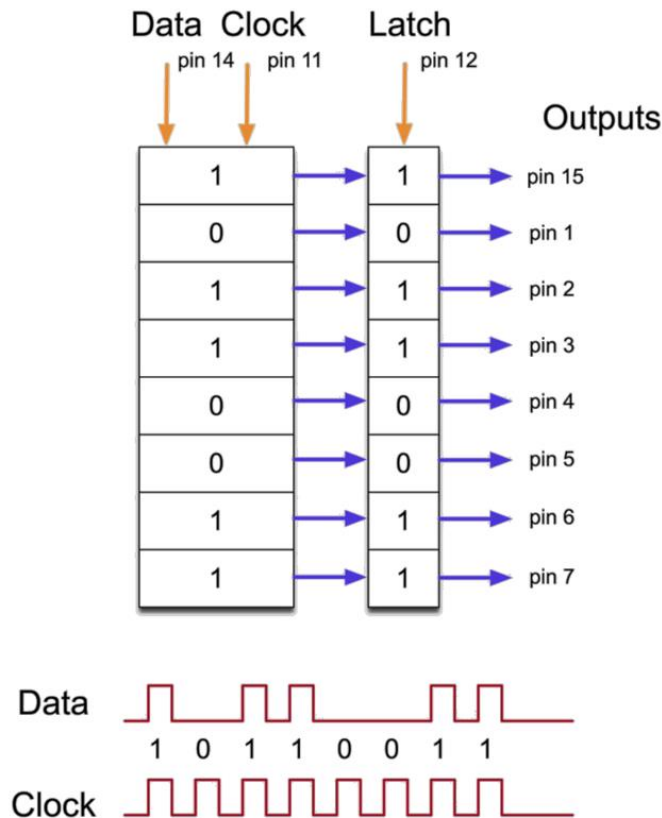 Data Clock Latch
pin 14 pin 11 pin 12
Outputs
1 1 pin 15
0 0 pin 1
1 1 pin 2
1 1 pin 3
0 0 pin 4
0 0 pin 5
1 1 pin 6
1 1 pin 7
Data
1 0 1 1 0 0 1 1
Clock